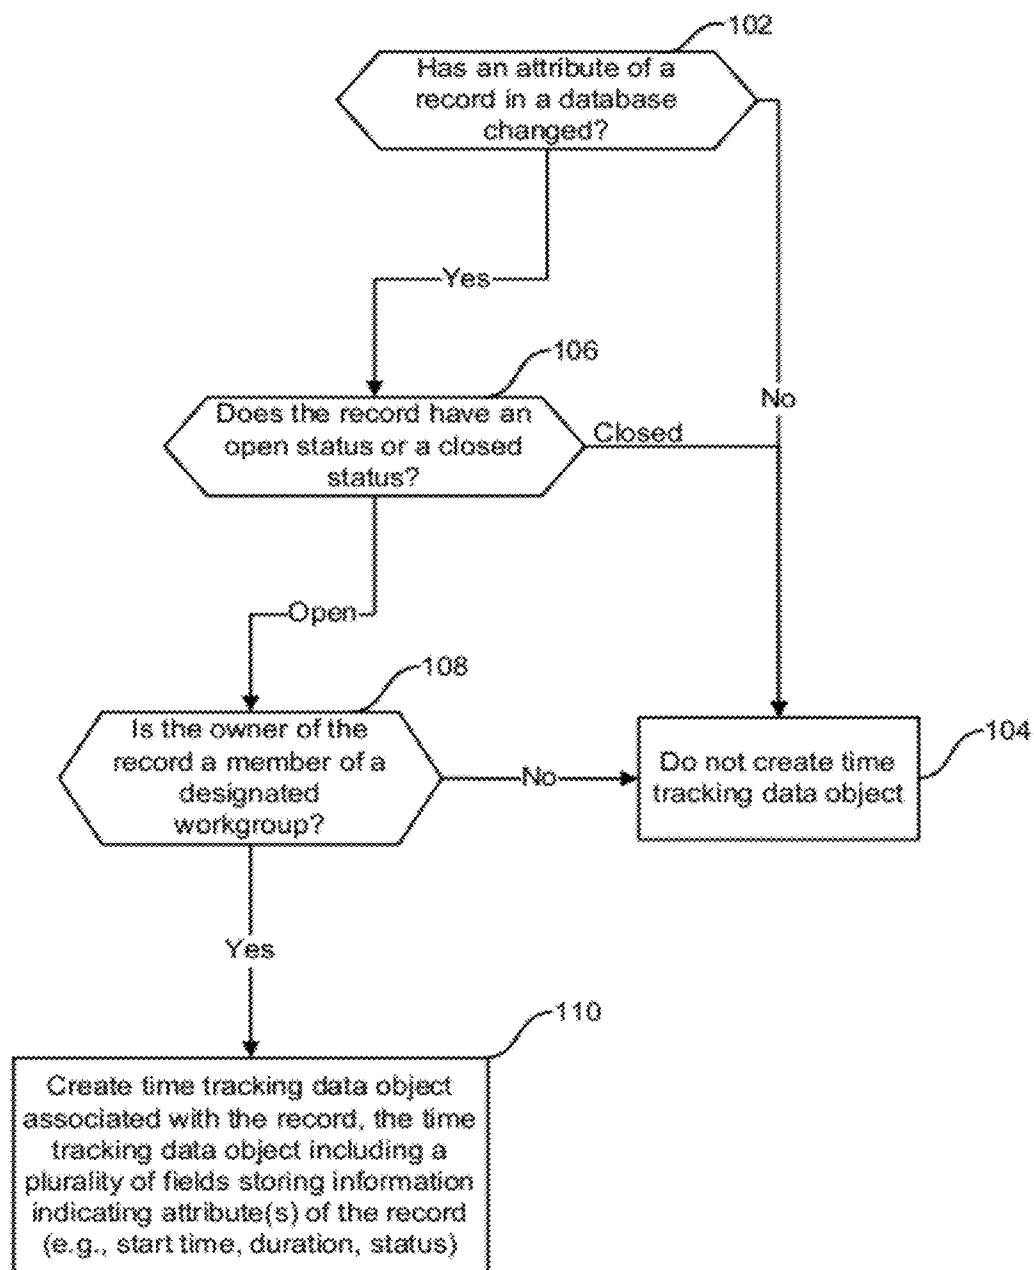 102
Has an attribute of a
record in a database
changed?
Yes
No
106
Does the record have an
open status or a closed
status?
Closed
Open
108
Is the owner of the
record a member of a
designated
workgroup?
No
104
Do not create time
tracking data object
Yes
110
Create time tracking data object
associated with the record, the time
tracking data object including a
plurality of fields storing information
indicating attribute(s) of the record
(e.g., start time, duration, status)